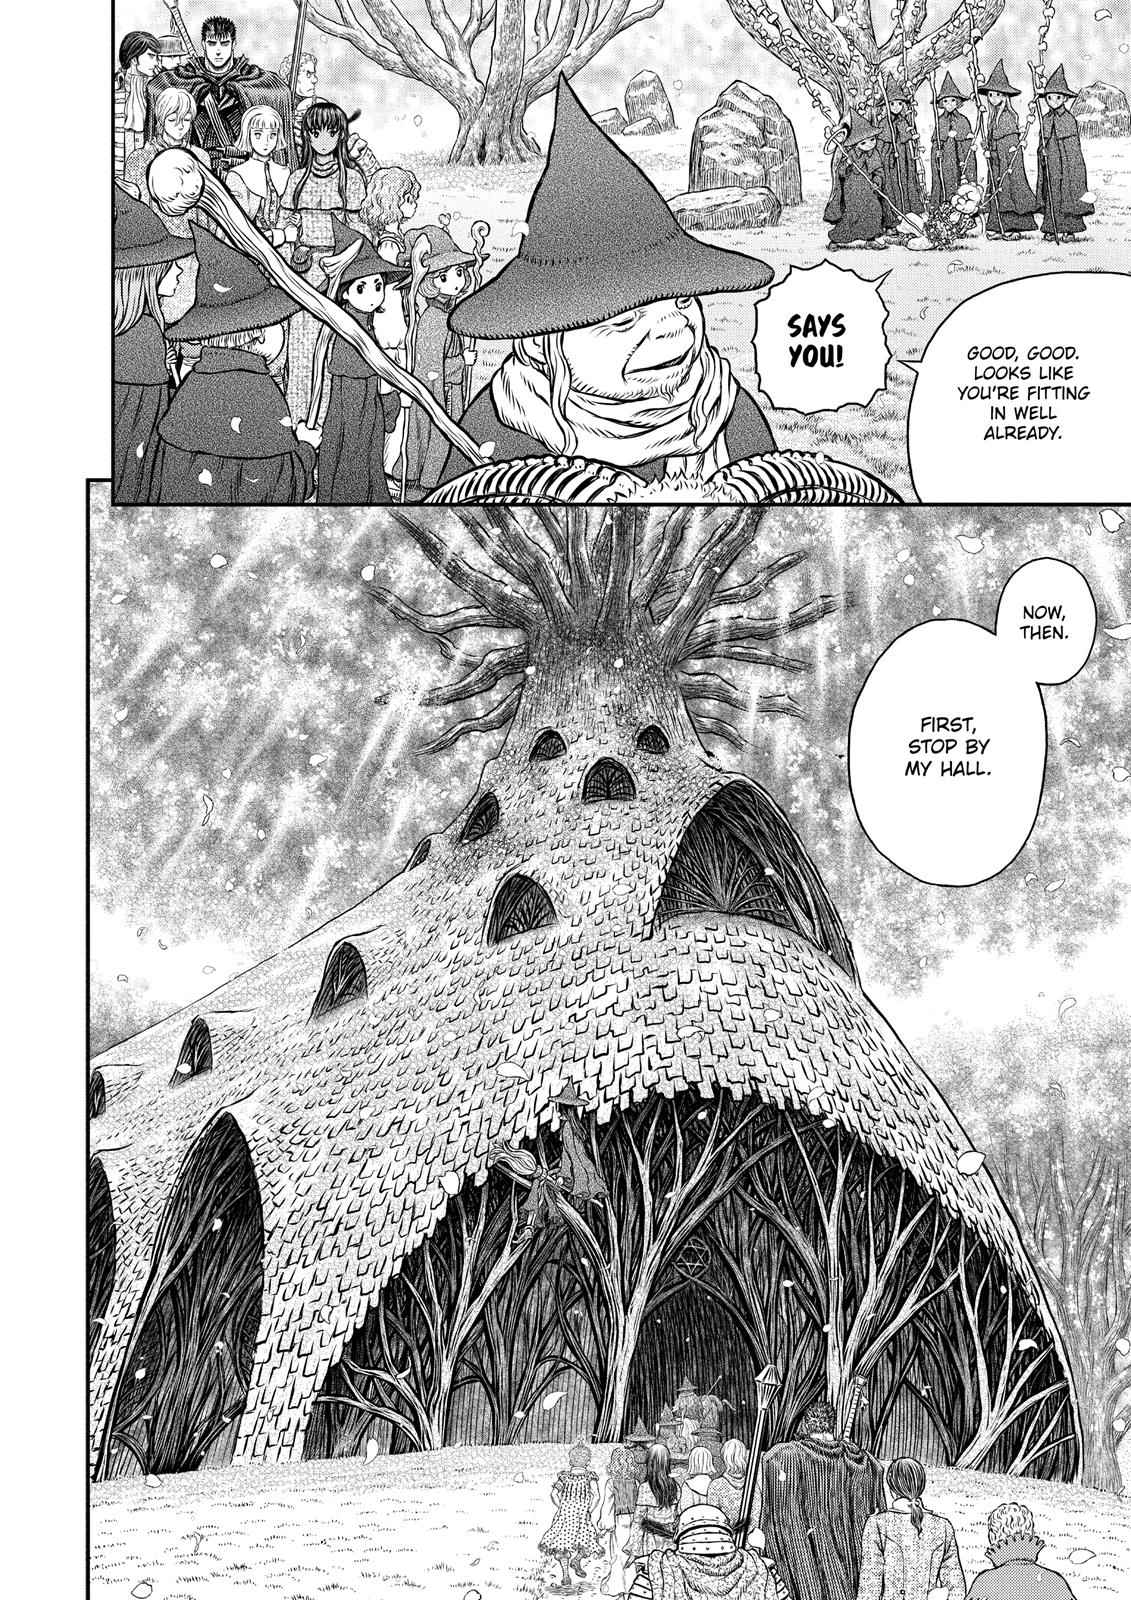 GOOD, GOOD.
LOOKS LIKE
YOU'RE FITTING
IN WELL
ALREADY.
SAYS
YOU!
NOW,
THEN.
FIRST,
STOP BY
MY HALL.